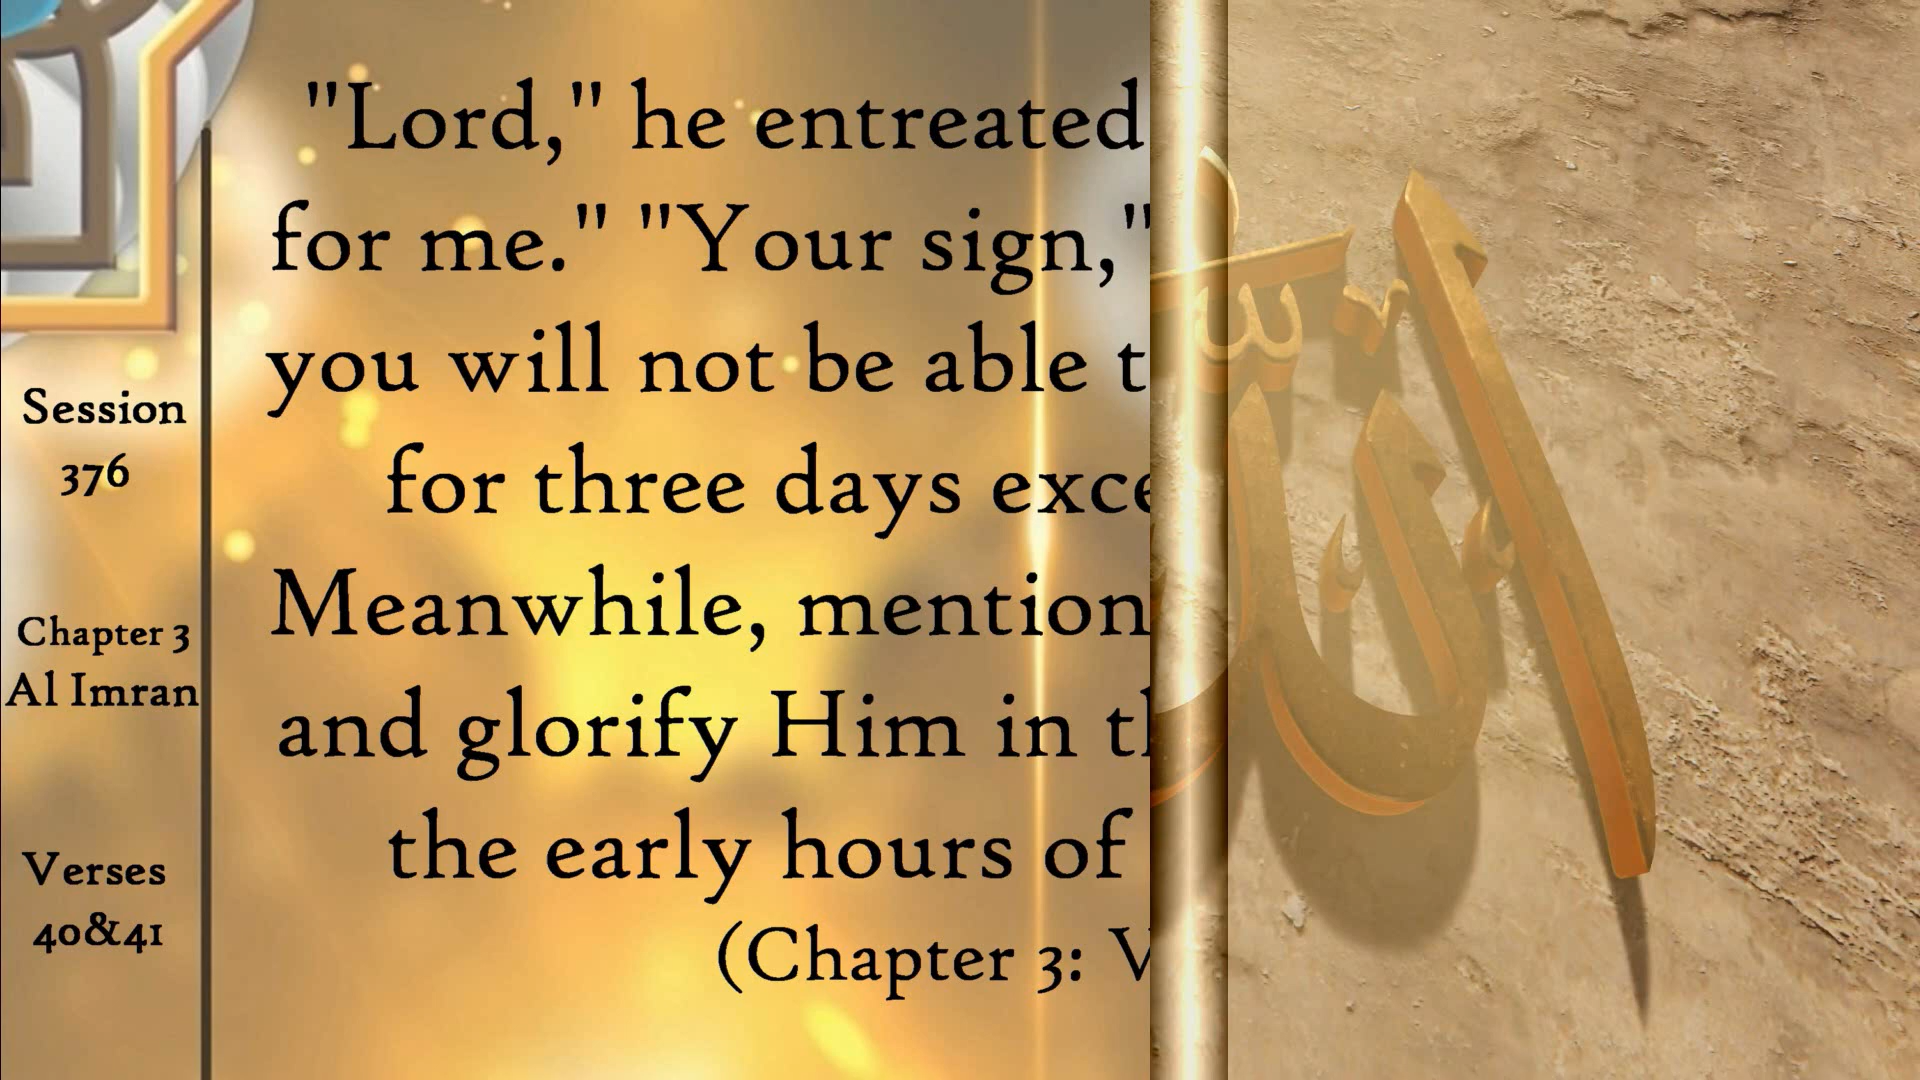 "Lord," he entreated
for me." "Your sign,"
you will not be able
for three days
Meanwhile, mention
and glorify Him in
the early hours of
(Chapter 3:
Session
376
Chapter 3
Al Imran
Verses
40&41